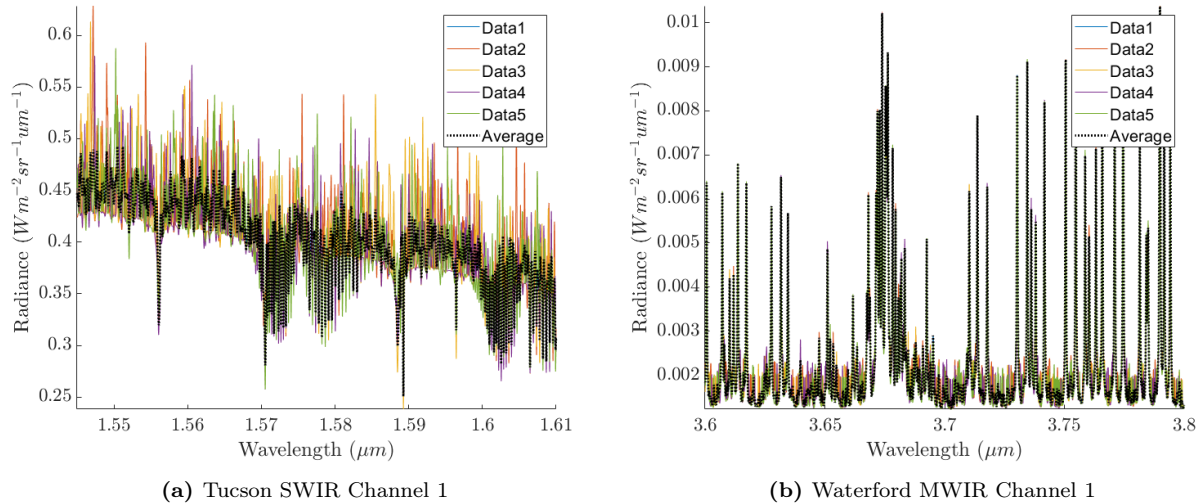 0.6
0.55
0.5
0.45
0.4
0.35
0.3
0.25
Radiance (Wm⁻²sr⁻¹um⁻¹)
Data1
Data2
Data3
Data4
Data5
Average
1.55 1.56 1.57 1.58 1.59 1.6 1.61
Wavelength (μm)
(a) Tucson SWIR Channel 1
0.01
0.009
0.008
0.007
0.006
0.005
0.004
0.003
0.002
Radiance (Wm⁻²sr⁻¹um⁻¹)
Data1
Data2
Data3
Data4
Data5
Average
3.6 3.65 3.7 3.75 3.8
Wavelength (μm)
(b) Waterford MWIR Channel 1